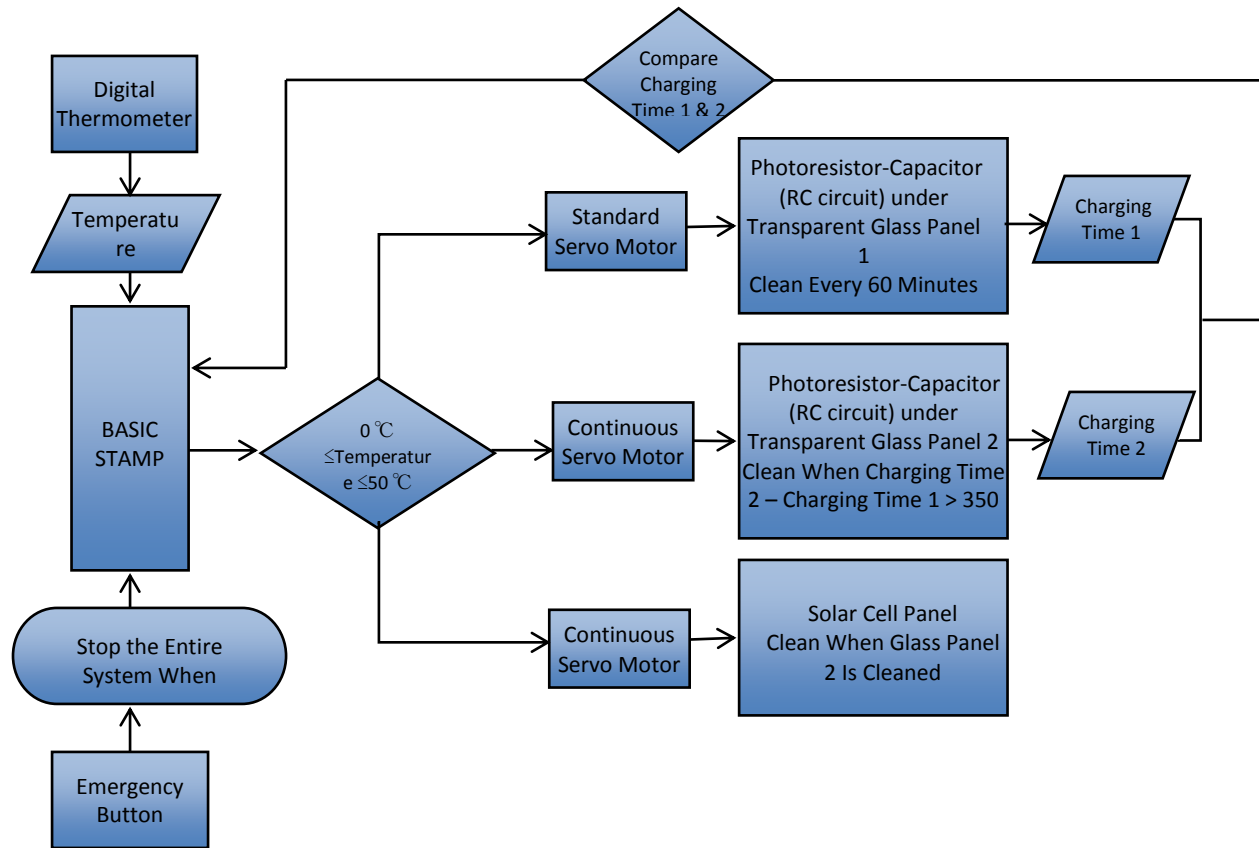 Compare
Charging
Time 1 & 2
Digital
Thermometer
Temperatu
re
Standard
Servo Motor
Photoresistor-Capacitor
(RC circuit) under
Transparent Glass Panel
1
Clean Every 60 Minutes
Charging
Time 1
BASIC
STAMP
0 ℃
≤Temperatur
e ≤50 ℃
Continuous
Servo Motor
Photoresistor-Capacitor
(RC circuit) under
Transparent Glass Panel 2
Clean When Charging Time
2 – Charging Time 1 > 350
Charging
Time 2
Stop the Entire
System When
Continuous
Servo Motor
Solar Cell Panel
Clean When Glass Panel
2 Is Cleaned
Emergency
Button